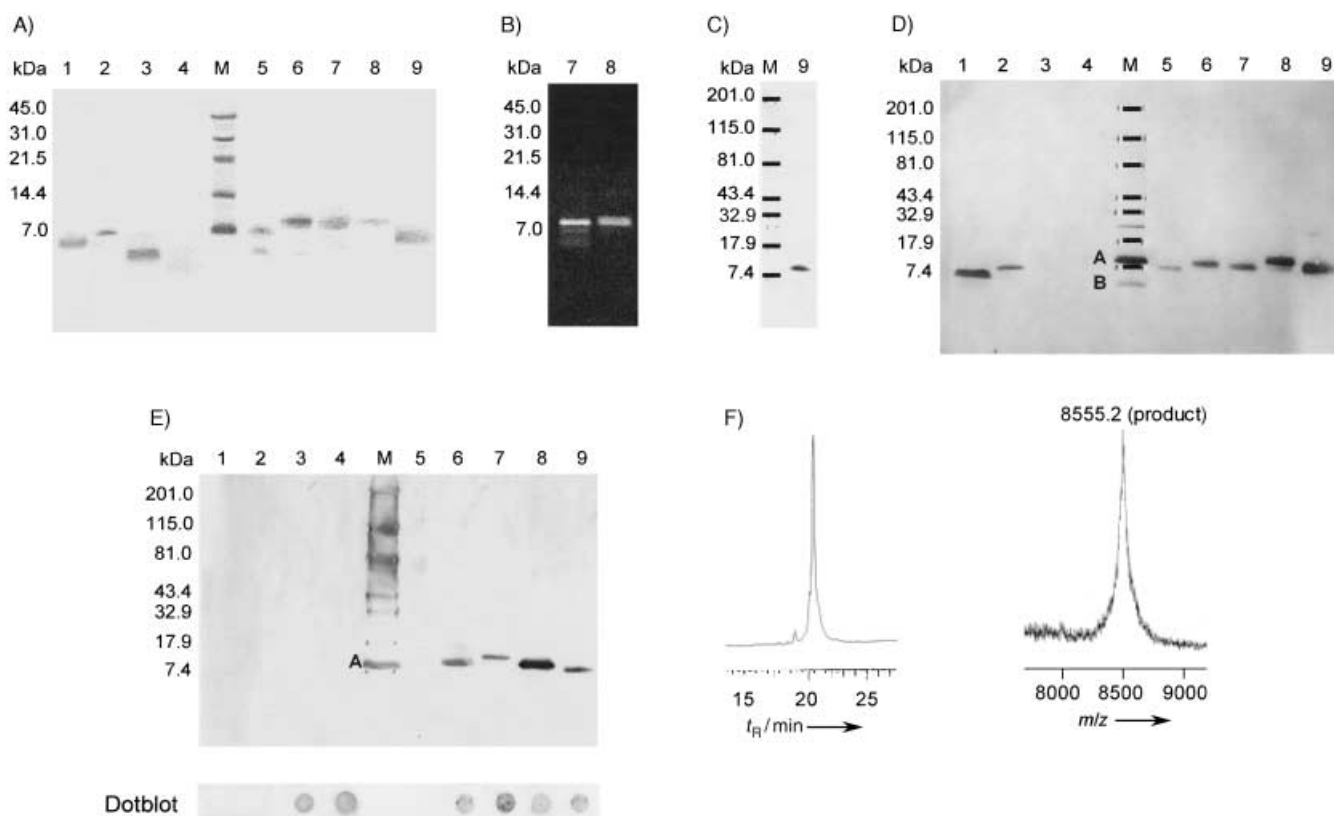 A)
kDa 1 2 3 4 M 5 6 7 8 9
45.0
31.0
21.5
14.4
7.0
B)
kDa 7 8
45.0
31.0
21.5
14.4
7.0
C)
kDa M 9
201.0
115.0
81.0
43.4
32.9
17.9
7.4
D)
kDa 1 2 3 4 M 5 6 7 8 9
201.0
115.0
81.0
43.4
32.9
17.9
A
7.4
B
E)
kDa 1 2 3 4 M 5 6 7 8 9
201.0
115.0
81.0
43.4
32.9
17.9
A
7.4
Dotblot
F)
15 20 25
tR/min
8555.2 (product)
8000 8500 9000
m/z